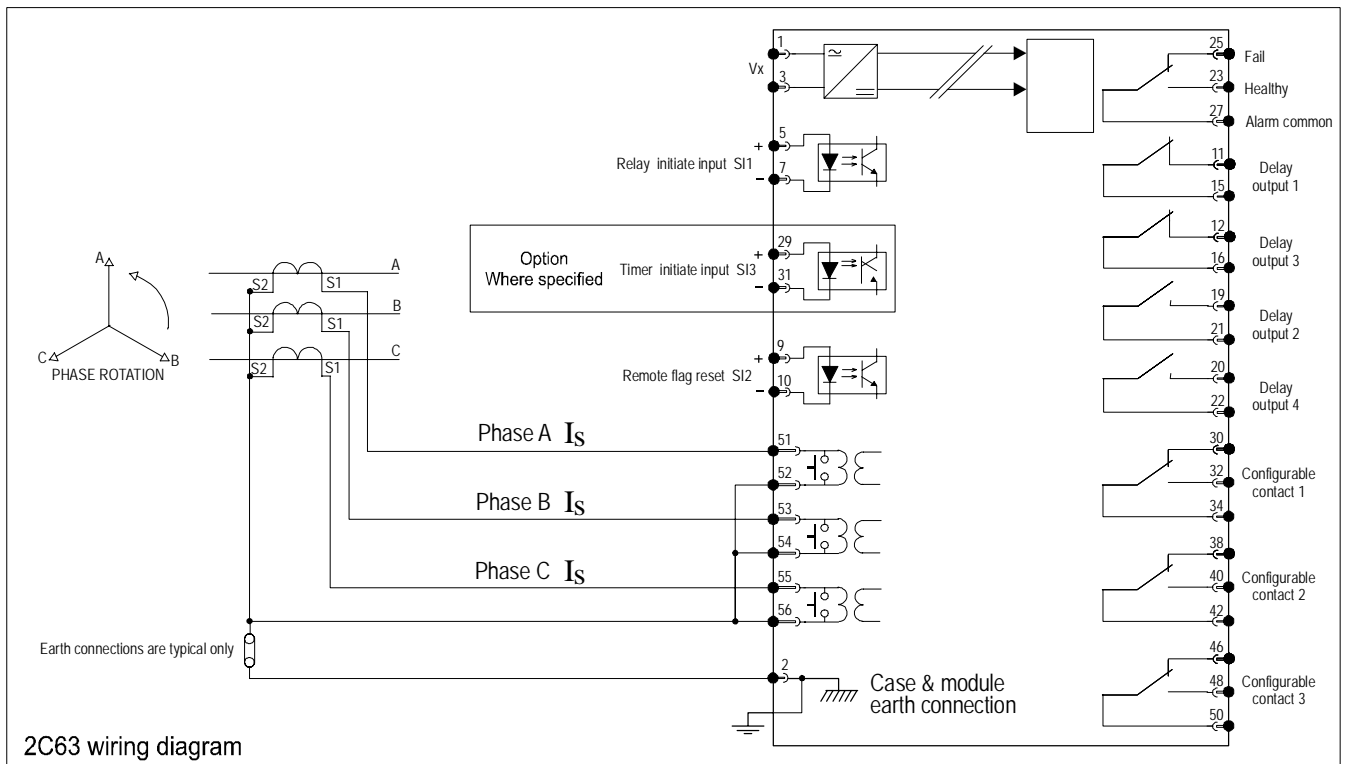 Vx
1
3
Relay initiate input SI1
+
5
7
–
Option
Where specified
Timer initiate input SI3
+
29
31
–
Remote flag reset SI2
+
9
10
–
A
C
B
PHASE ROTATION
S2
S1
A
S2
S1
B
S2
S1
C
Phase A Is
51
52
Phase B Is
53
54
Phase C Is
55
56
Earth connections are typical only
2
Case & module
earth connection
25
Fail
23
Healthy
27
Alarm common
11
15
Delay
output 1
12
16
Delay
output 3
19
21
Delay
output 2
20
22
Delay
output 4
30
32
34
Configurable
contact 1
38
40
42
Configurable
contact 2
46
48
50
Configurable
contact 3
2C63 wiring diagram